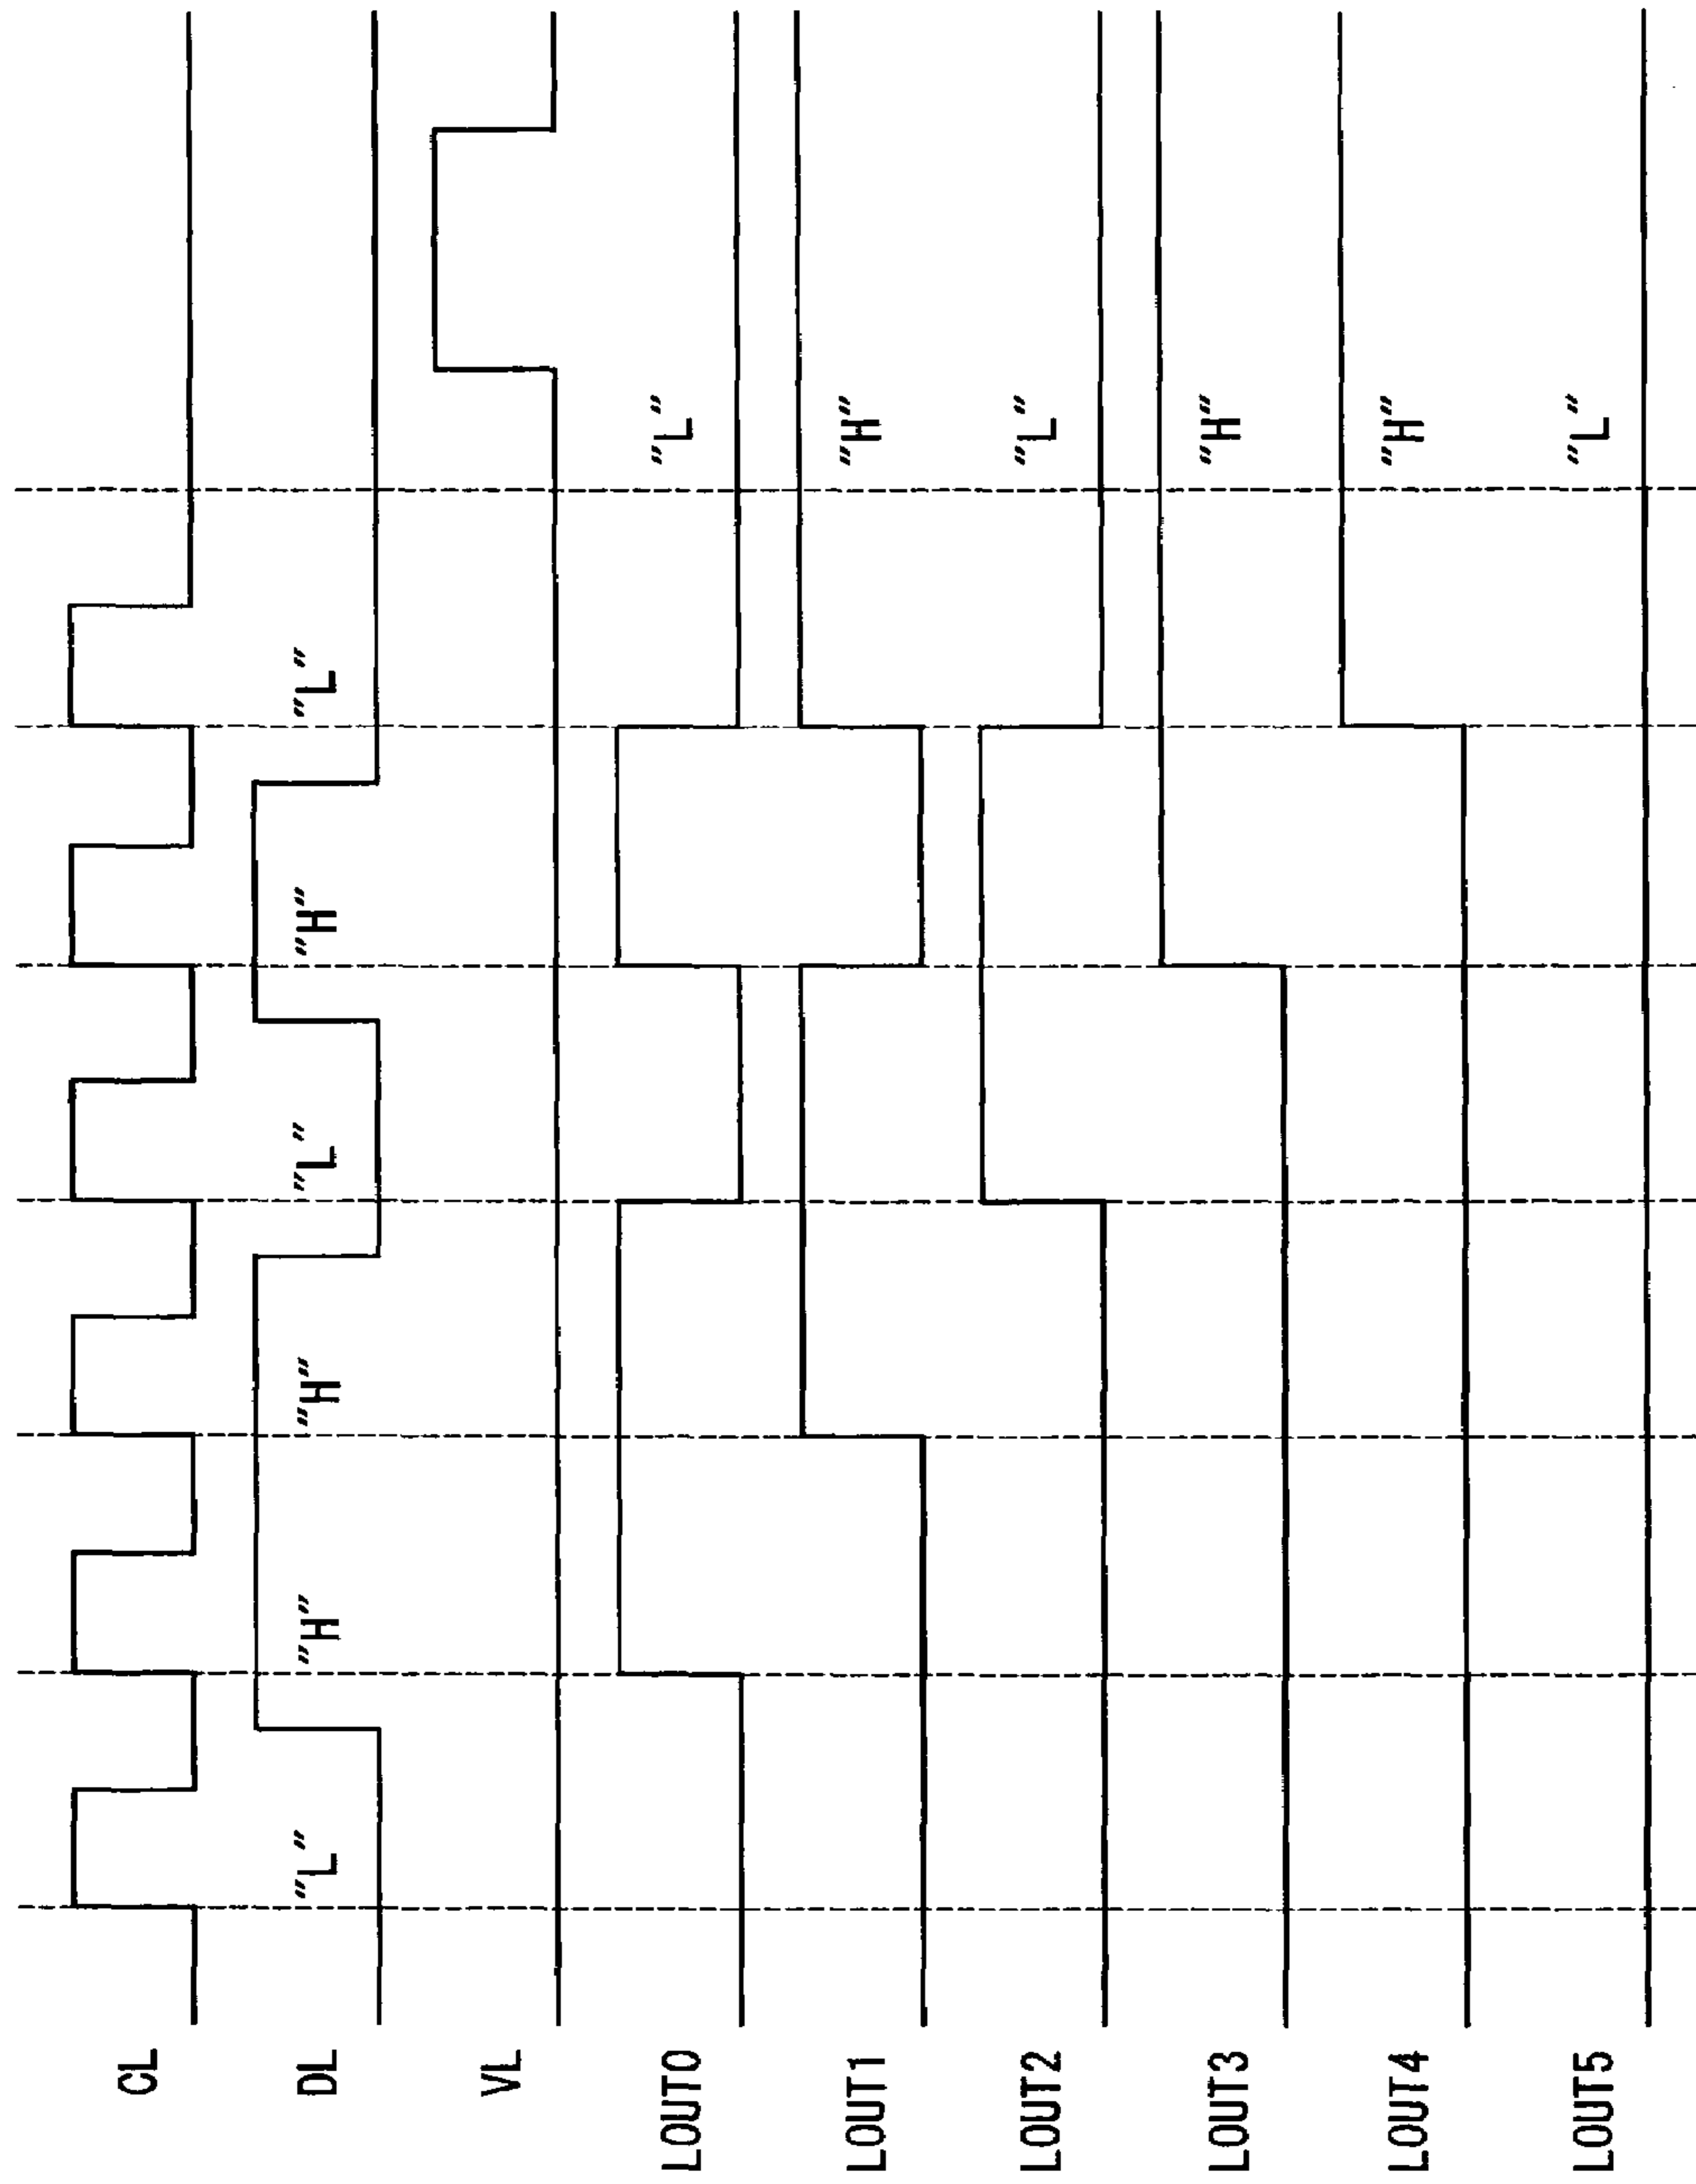 CL
DL "L" "H" "H" "L" "H" "L"
VL
LOUT0 "L"
LOUT1 "H"
LOUT2 "L"
LOUT3 "H"
LOUT4 "H"
LOUT5 "L"